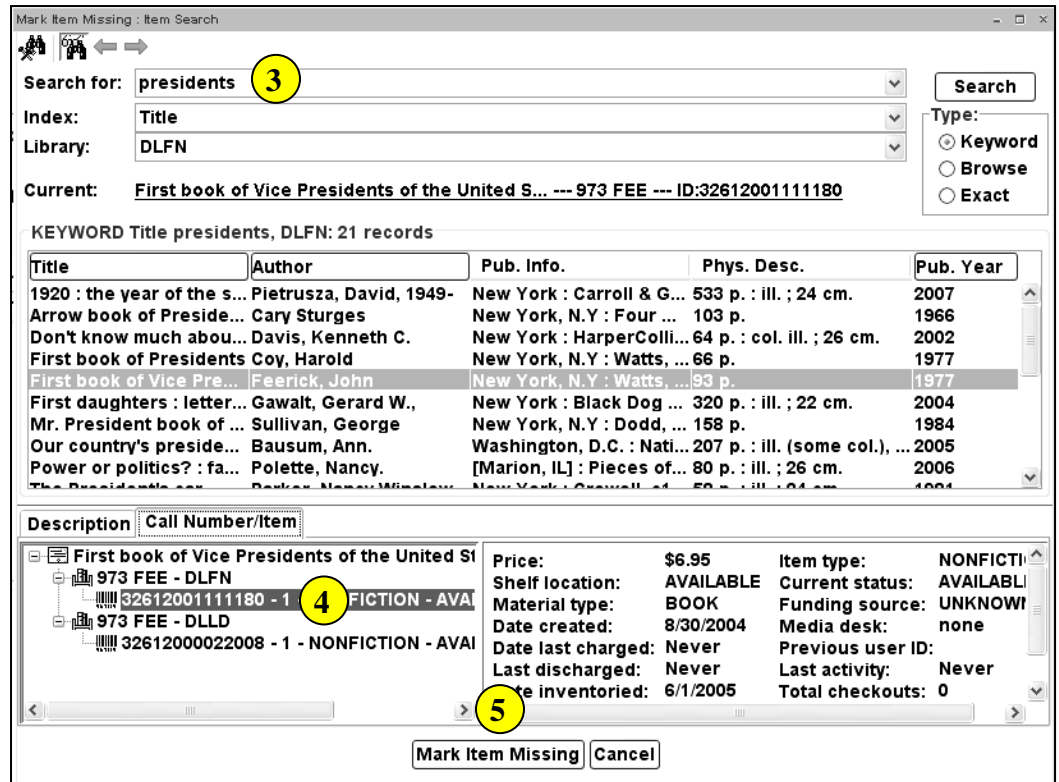 Mark Item Missing : Item Search
Search for: presidents 3 Search
Index: Title Type:
Library: DLFN Keyword
Browse
Current: First book of Vice Presidents of the United S... --- 973 FEE --- ID:32612001111180 Exact
KEYWORD Title presidents, DLFN: 21 records
Title Author Pub. Info. Phys. Desc. Pub. Year
1920 : the year of the s... Pietrusza, David, 1949- New York : Carroll & G... 533 p. : ill. ; 24 cm. 2007
Arrow book of Preside... Cary Sturges New York, N.Y : Four ... 103 p. 1966
Don't know much abou... Davis, Kenneth C. New York : HarperColli... 64 p. : col. ill. ; 26 cm. 2002
First book of Presidents Coy, Harold New York, N.Y : Watts, ... 66 p. 1977
First book of Vice Pre... Feerick, John New York, N.Y : Watts, ... 93 p. 1977
First daughters : letter... Gawalt, Gerard W., New York : Black Dog ... 320 p. : ill. ; 22 cm. 2004
Mr. President book of ... Sullivan, George New York, N.Y : Dodd, ... 158 p. 1984
Our country's preside... Bausum, Ann. Washington, D.C. : Nati... 207 p. : ill. (some col.), ... 2005
Power or politics? : fa... Polette, Nancy. [Marion, IL] : Pieces of... 80 p. : ill. ; 26 cm. 2006
Description Call Number/Item
First book of Vice Presidents of the United St Price: $6.95 Item type: NONFICTI
973 FEE - DLFN Shelf location: AVAILABLE Current status: AVAILABL
32612001111180 - 1 4 FICTION - AVAI Material type: BOOK Funding source: UNKNOW
973 FEE - DLLD Date created: 8/30/2004 Media desk: none
32612000022008 - 1 - NONFICTION - AVAI Date last charged: Never Previous user ID:
Last discharged: Never Last activity: Never
5 inventoried: 6/1/2005 Total checkouts: 0
Mark Item Missing Cancel